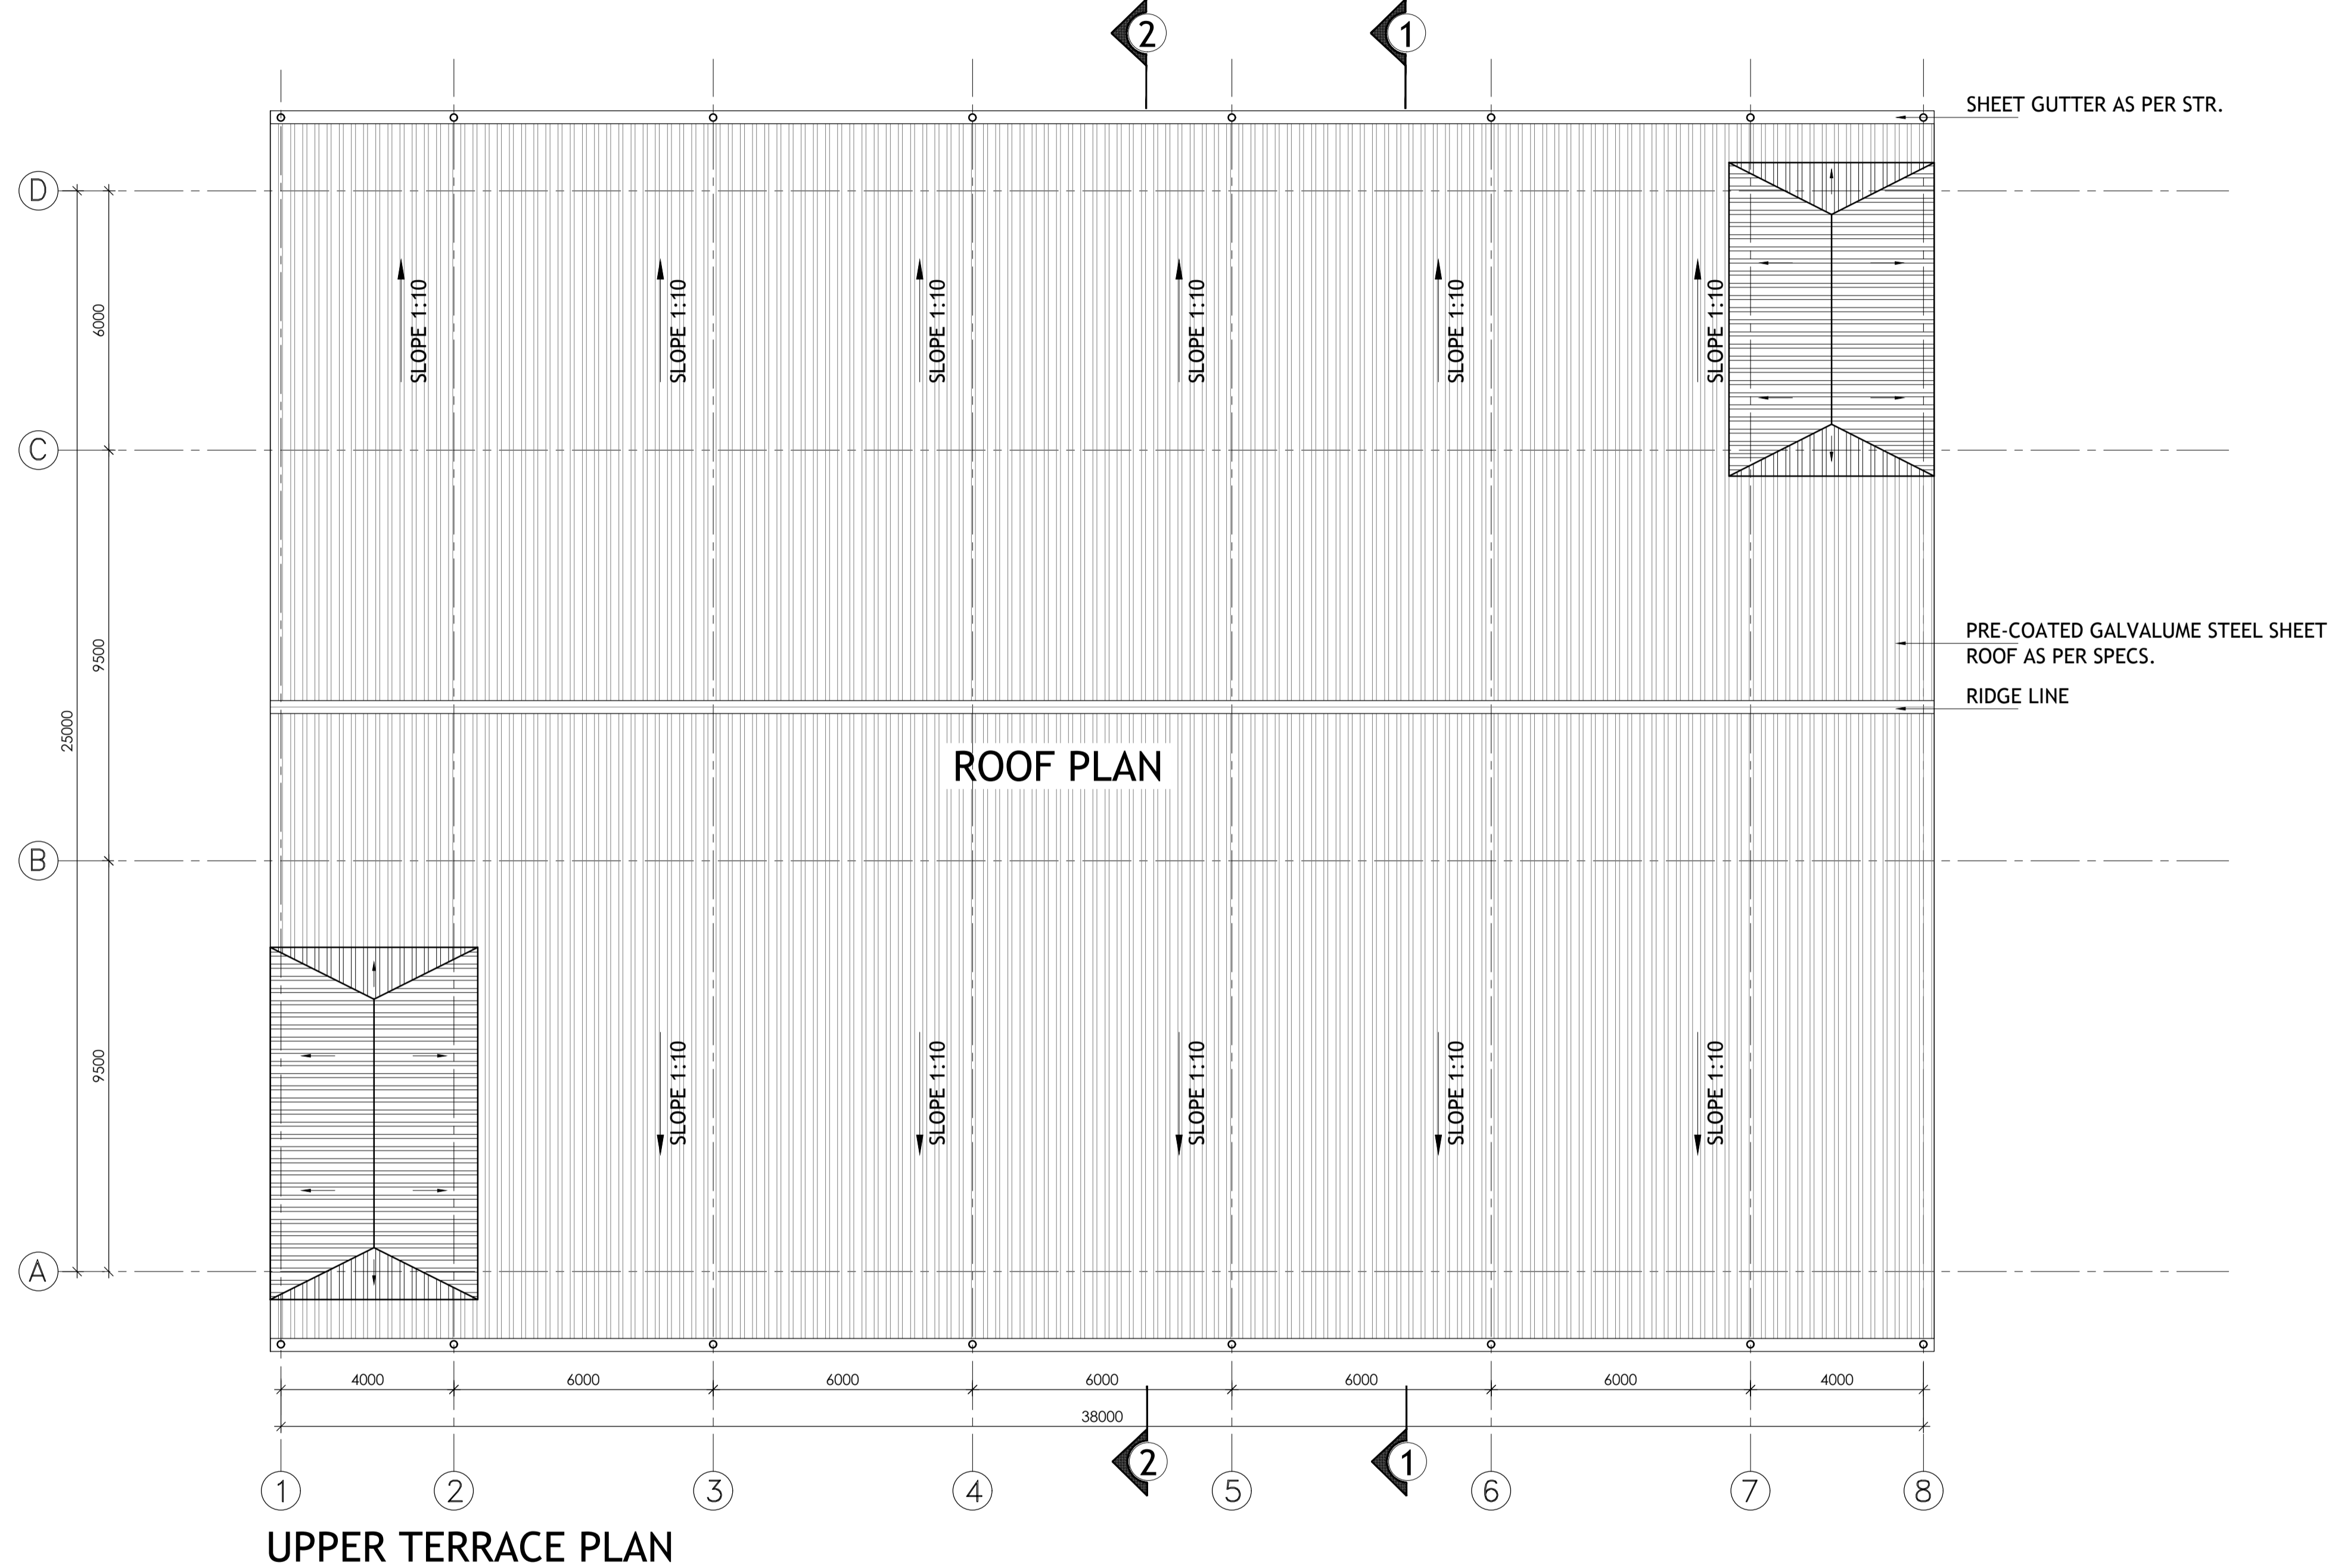 2
1
SHEET GUTTER AS PER STR.
D
6000
SLOPE 1:10
SLOPE 1:10
SLOPE 1:10
SLOPE 1:10
SLOPE 1:10
SLOPE 1:10
C
9500
PRE-COATED GALVALUME STEEL SHEET
ROOF AS PER SPECS.
RIDGE LINE
25000
ROOF PLAN
B
9500
SLOPE 1:10
SLOPE 1:10
SLOPE 1:10
SLOPE 1:10
SLOPE 1:10
A
4000 6000 6000 6000 6000 6000 4000
38000
2
1
1 2 3 4 5 6 7 8
UPPER TERRACE PLAN